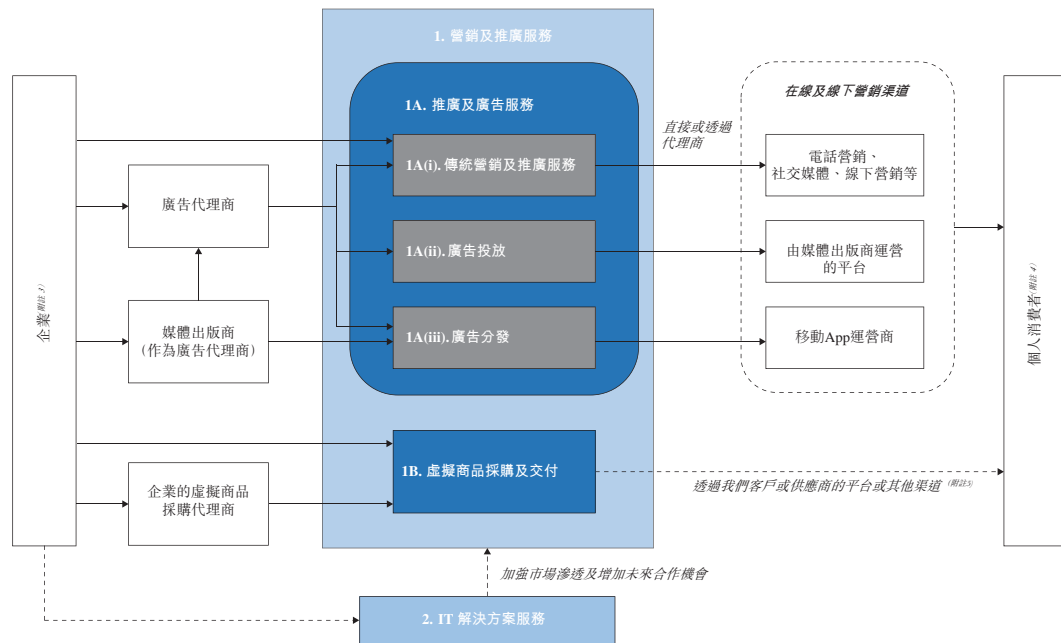 1. 營銷及推廣服務
1A. 推廣及廣告服務
在線及線下營銷渠道
直接或透過
代理商
1A(i). 傳統營銷及推廣服務
電話營銷、
社交媒體、線下營銷等
廣告代理商
1A(ii). 廣告投放
由媒體出版商運營
的平台
企業(附註 3)
媒體出版商
(作為廣告代理商)
1A(iii). 廣告分發
移動App運營商
個人消費者(附註 4)
1B. 虛擬商品採購及交付
企業的虛擬商品
採購代理商
透過我們客戶或供應商的平台或其他渠道 (附註5)
加強市場滲透及增加未來合作機會
2. IT 解決方案服務